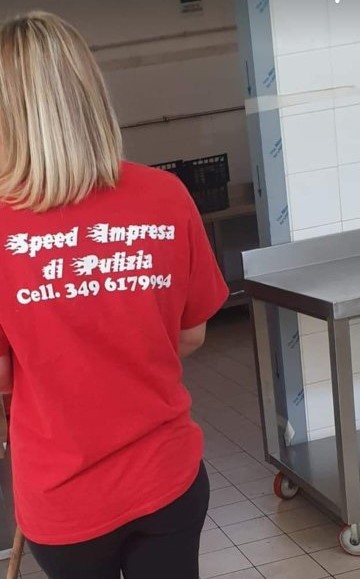 Speed Impresa
di Pulizia
Cell. 349 6179994